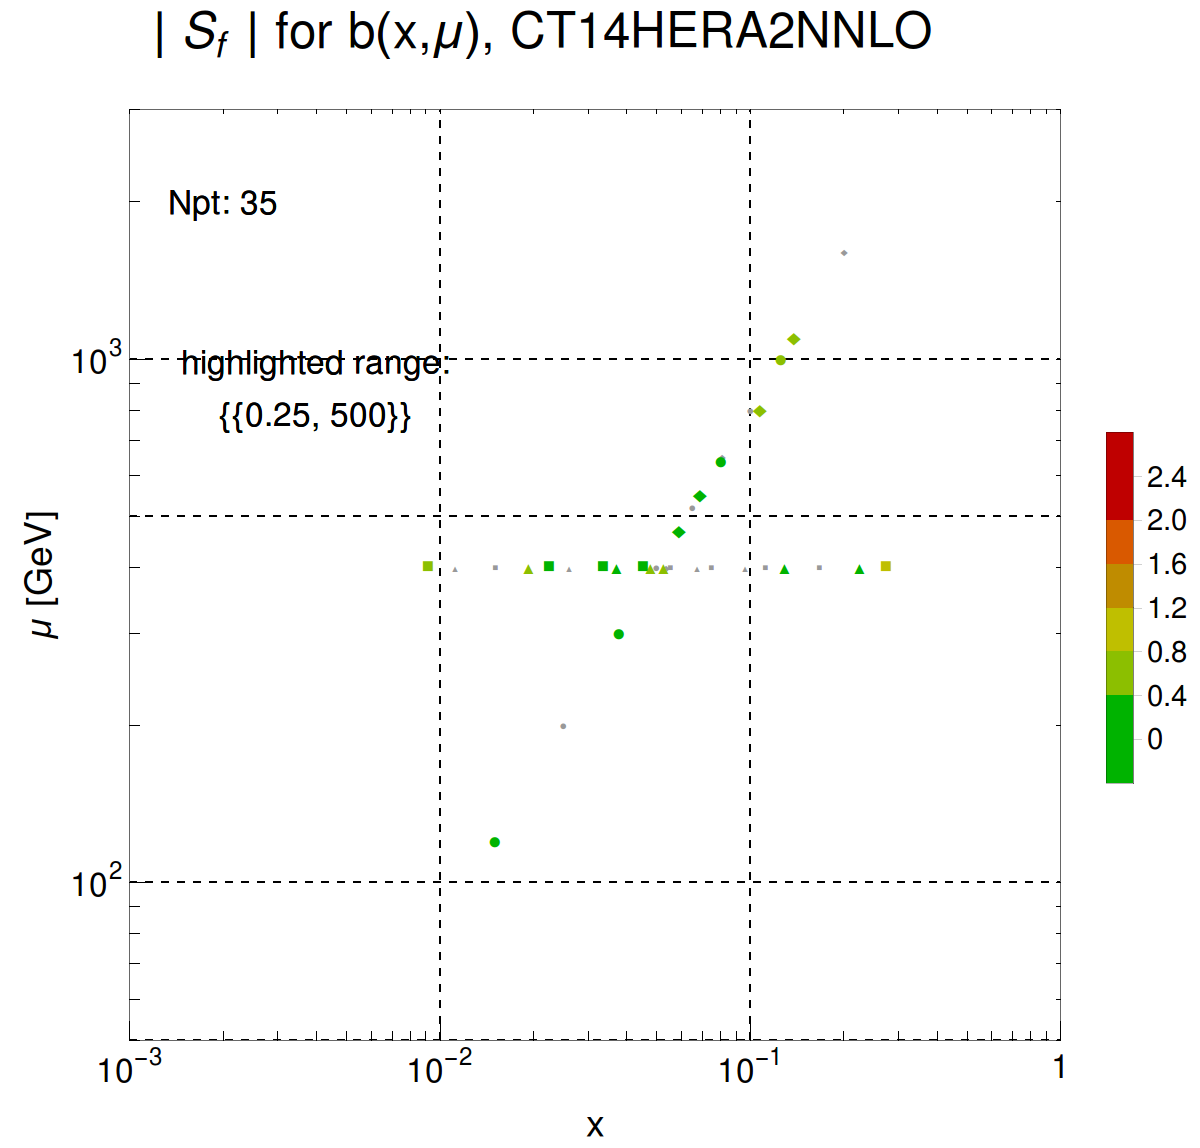 | S_f | for b(x,μ), CT14HERA2NNLO
Npt: 35
highlighted range:
{{0.25, 500}}
10^3
10^2
μ [GeV]
10^−3
10^−2
10^−1
1
x
2.4
2.0
1.6
1.2
0.8
0.4
0